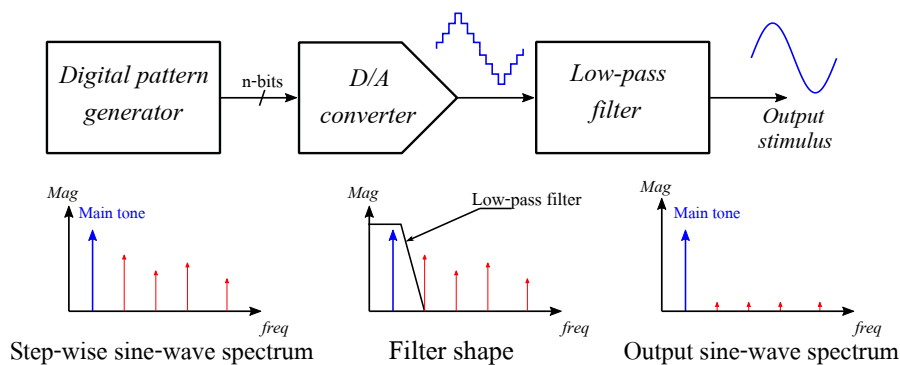 Digital pattern
generator
n-bits
D/A
converter
Low-pass
filter
Output
stimulus
Mag
Main tone
freq
Step-wise sine-wave spectrum
Mag
Low-pass filter
freq
Filter shape
Mag
Main tone
freq
Output sine-wave spectrum